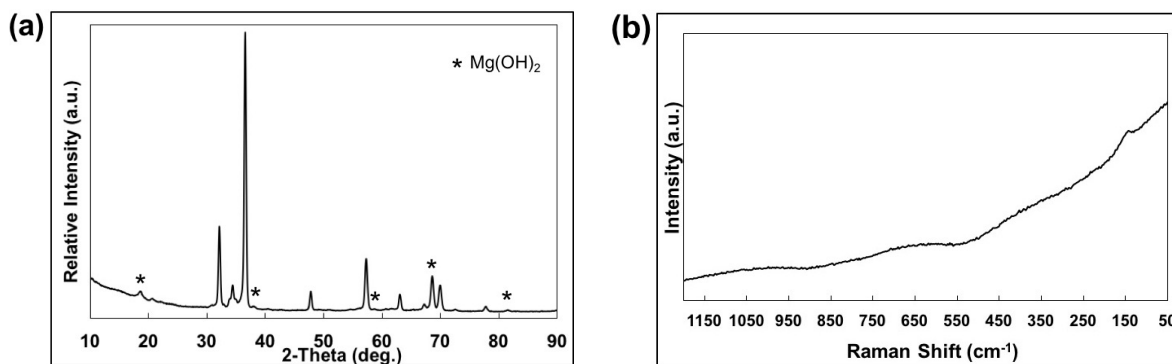 (a)
Relative Intensity (a.u.)
* Mg(OH)₂
*
*
*
*
*
10 20 30 40 50 60 70 80 90
2-Theta (deg.)
(b)
Intensity (a.u.)
1150 1050 950 850 750 650 550 450 350 250 150 50
Raman Shift (cm⁻¹)